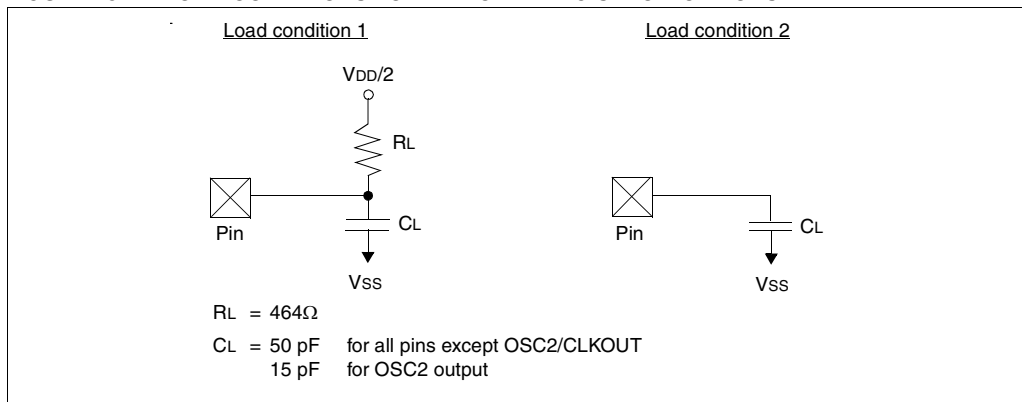 Load condition 1
Load condition 2
VDD/2
RL
CL
Pin
VSS
CL
Pin
VSS
RL = 464Ω
CL = 50 pF for all pins except OSC2/CLKOUT
15 pF for OSC2 output